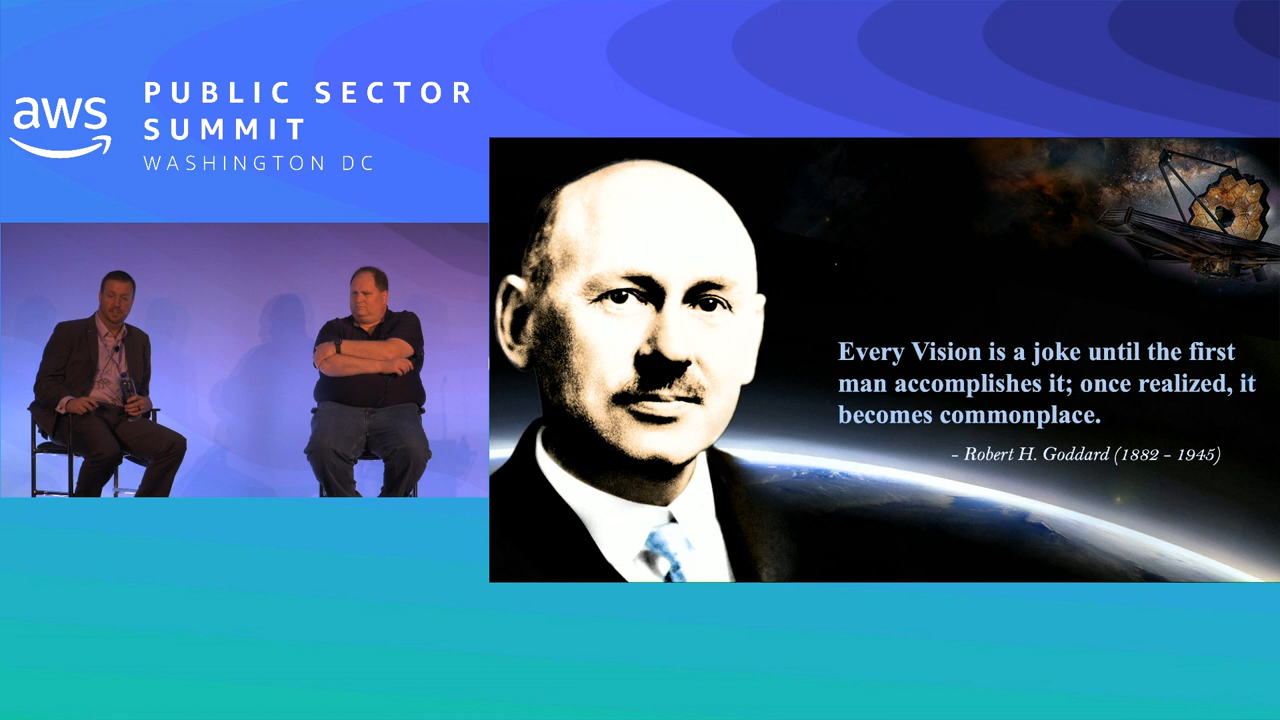 aws
PUBLIC SECTOR
SUMMIT
WASHINGTON DC
Every Vision is a joke until the first
man accomplishes it; once realized, it
becomes commonplace.
- Robert H. Goddard (1882 - 1945)